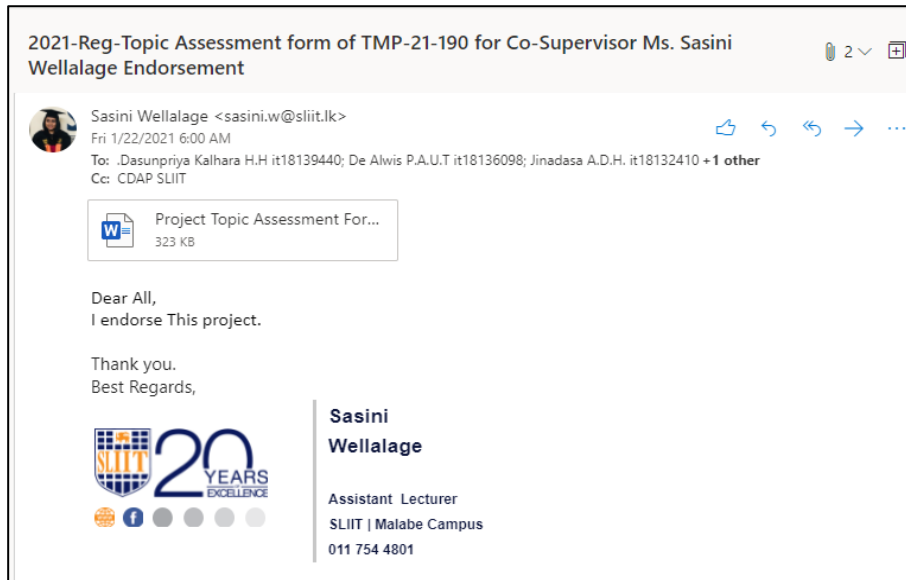 2021-Reg-Topic Assessment form of TMP-21-190 for Co-Supervisor Ms. Sasini
Wellalage Endorsement
2
Sasini Wellalage <sasini.w@sliit.lk>
Fri 1/22/2021 6:00 AM
To: .Dasunpriya Kalhara H.H it18139440; De Alwis P.A.U.T it18136098; Jinadasa A.D.H. it18132410 +1 other
Cc: CDAP SLIIT
Project Topic Assessment For...
323 KB
Dear All,
I endorse This project.
Thank you.
Best Regards,
SLIIT
20
YEARS
EXCELLENCE
Sasini
Wellalage
Assistant Lecturer
SLIIT | Malabe Campus
011 754 4801